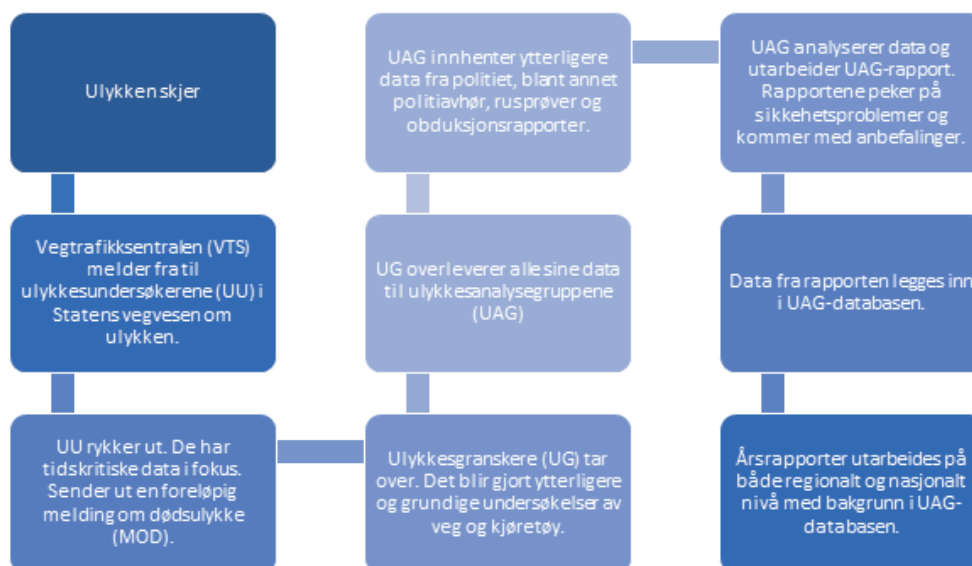 Ulykken skjer
Vegtrafikksentralen (VTS)
melder fra til
ulykkesundersøkerene (UU) i
Statens vegvesen om
ulykken.
UU rykker ut. De har
tidskritiske data i fokus.
Sender ut en foreløpig
melding om dødsulykke
(MOD).
Ulykkesgranskere (UG) tar
over. Det blir gjort ytterligere
og grundige undersøkelser av
veg og kjøretøy.
UG overleverer alle sine data
til ulykkesanalysegruppene
(UAG)
UAG innhenter ytterligere
data fra politiet, blant annet
politiavhør, rusprøver og
obduksjonsrapporter.
UAG analyserer data og
utarbeider UAG-rapport.
Rapportene peker på
sikkehetsproblemer og
kommer med anbefalinger.
Data fra rapporten legges inn
i UAG-databasen.
Årsrapporter utarbeides på
både regionalt og nasjonalt
nivå med bakgrunn i UAG-
databasen.